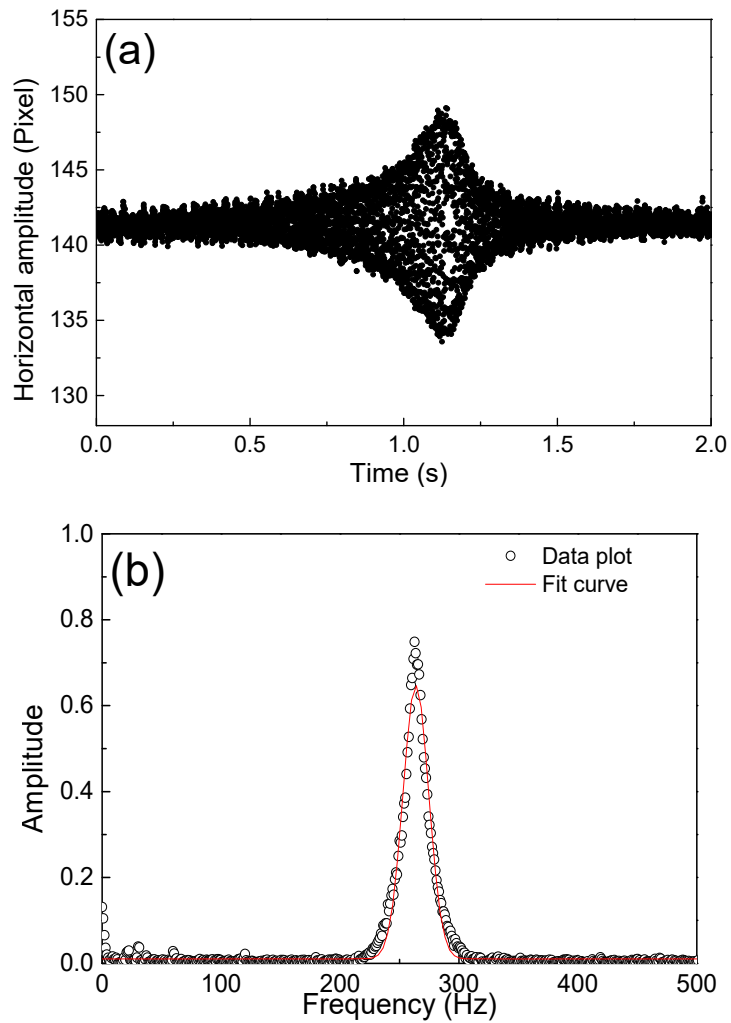 (a)
Horizontal amplitude (Pixel)
155
150
145
140
135
130
0.0 0.5 1.0 1.5 2.0
Time (s)
(b)
Data plot
Fit curve
Amplitude
1.0
0.8
0.6
0.4
0.2
0.0
0 100 200 300 400 500
Frequency (Hz)